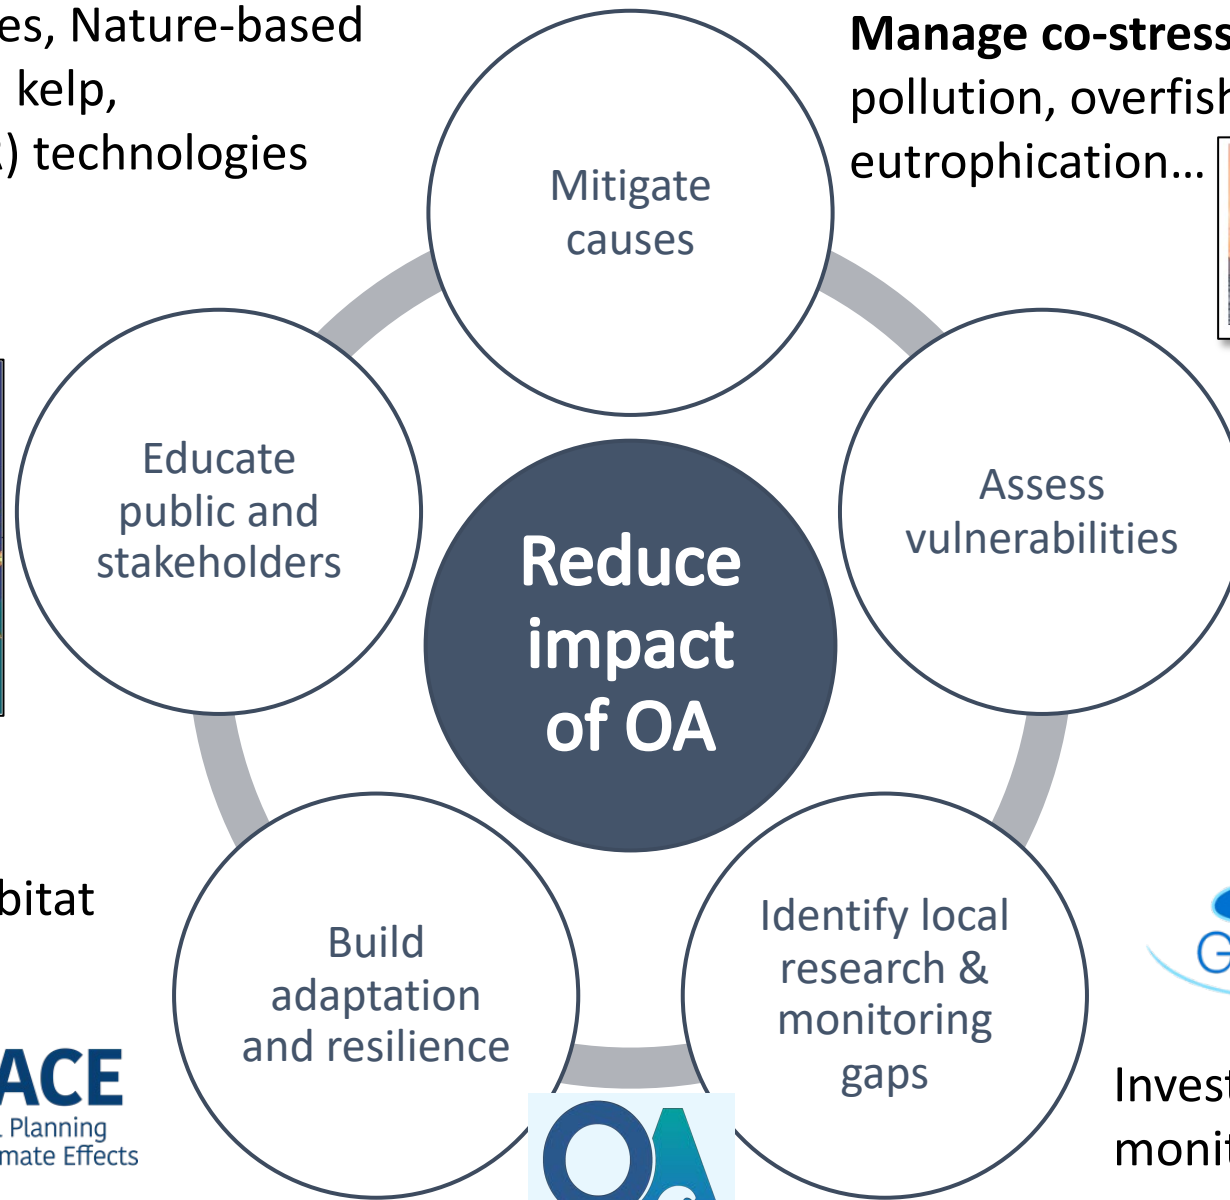 es, Nature-based
kelp,
) technologies
Manage co-stress
pollution, overfish
eutrophication...
Mitigate
causes
Educate
public and
stakeholders
Assess
vulnerabilities
Reduce
impact
of OA
bitat
Build
adaptation
and resilience
Identify local
research &
monitoring
gaps
G
ACE
Planning
mate Effects
OA
Invest
monit